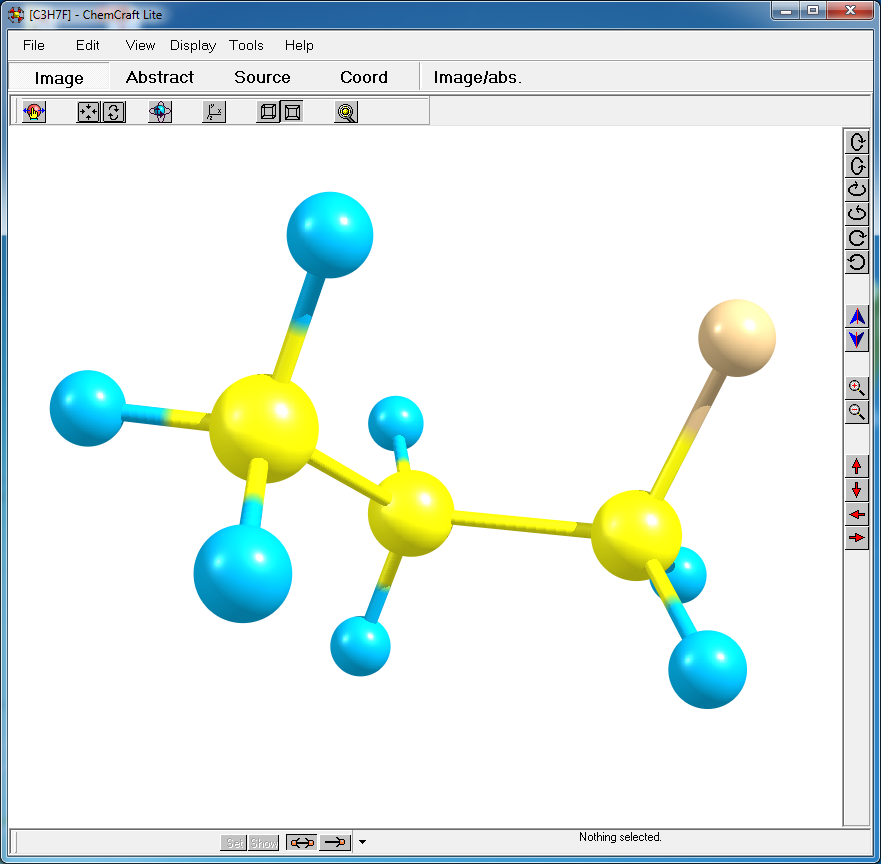 [C3H7F] - ChemCraft Lite
File Edit View Display Tools Help
Image Abstract Source Coord Image/abs.
Set Show Nothing selected.